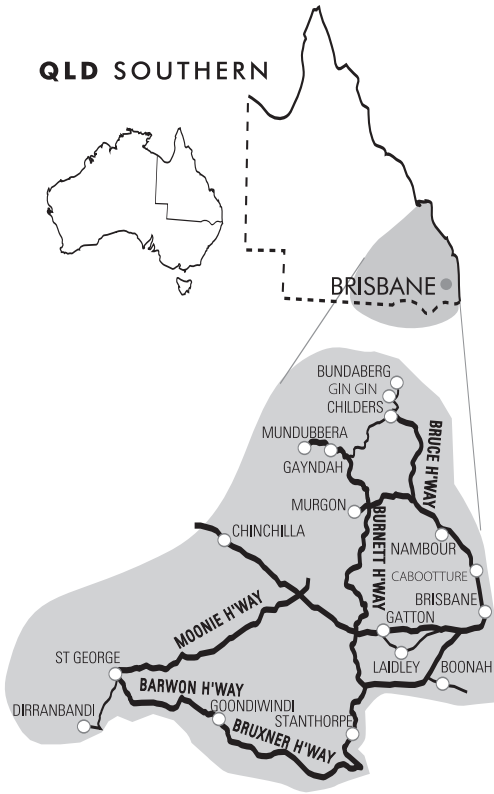 QLD SOUTHERN
BRISBANE
BUNDABERG
GIN GIN
CHILDERS
MUNDUBBERA
GAYNDAH
BRUCE H'WAY
MURGON
BURNETT H'WAY
CHINCHILLA
NAMBOUR
CABOOTTURE
BRISBANE
GATTON
MOONIE H'WAY
LAIDLEY
BOONAH
ST GEORGE
BARWON H'WAY
DIRRANBANDI
GOONDIWINDI
STANTHORPE
BRUXNER H'WAY